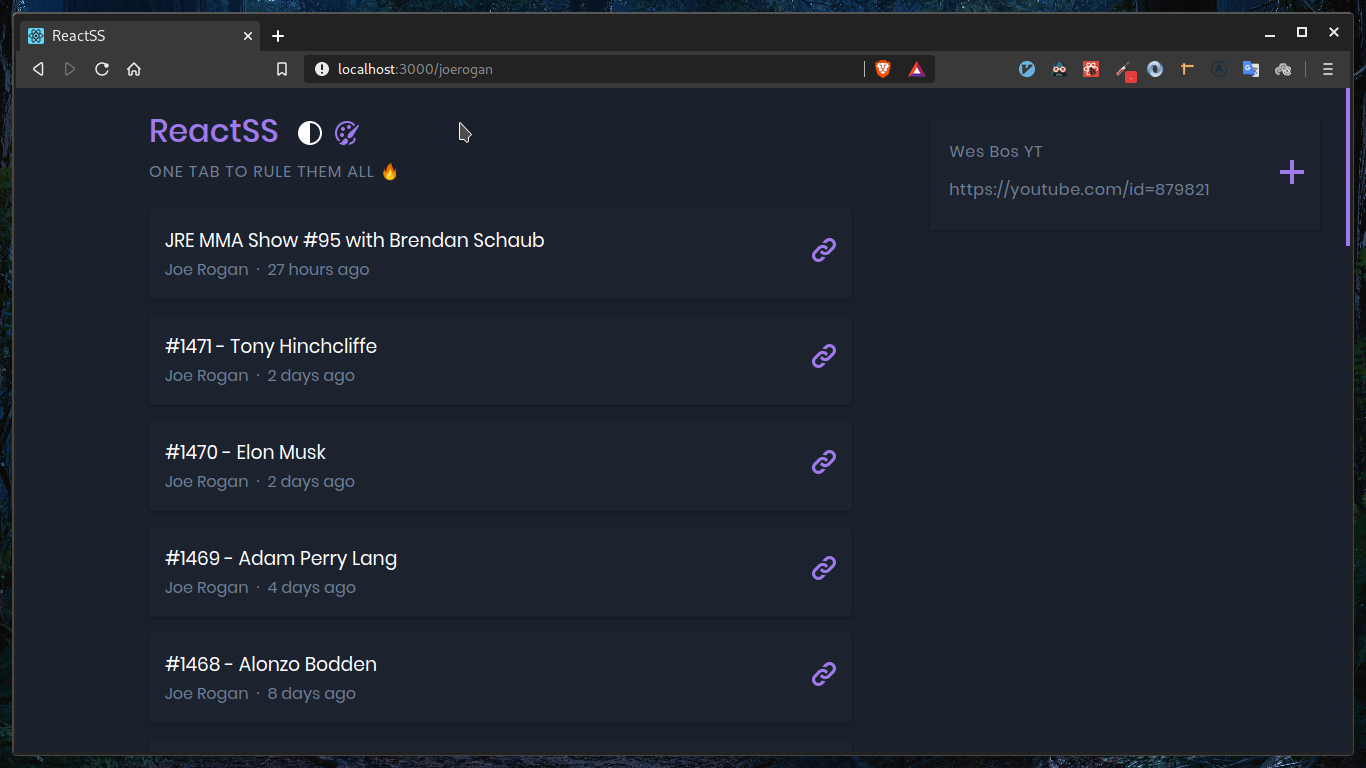 ReactSS
localhost:3000/joerogan
ReactSS
ONE TAB TO RULE THEM ALL 🔥
JRE MMA Show #95 with Brendan Schaub
Joe Rogan · 27 hours ago
#1471 - Tony Hinchcliffe
Joe Rogan · 2 days ago
#1470 - Elon Musk
Joe Rogan · 2 days ago
#1469 - Adam Perry Lang
Joe Rogan · 4 days ago
#1468 - Alonzo Bodden
Joe Rogan · 8 days ago
Wes Bos YT
https://youtube.com/id=879821